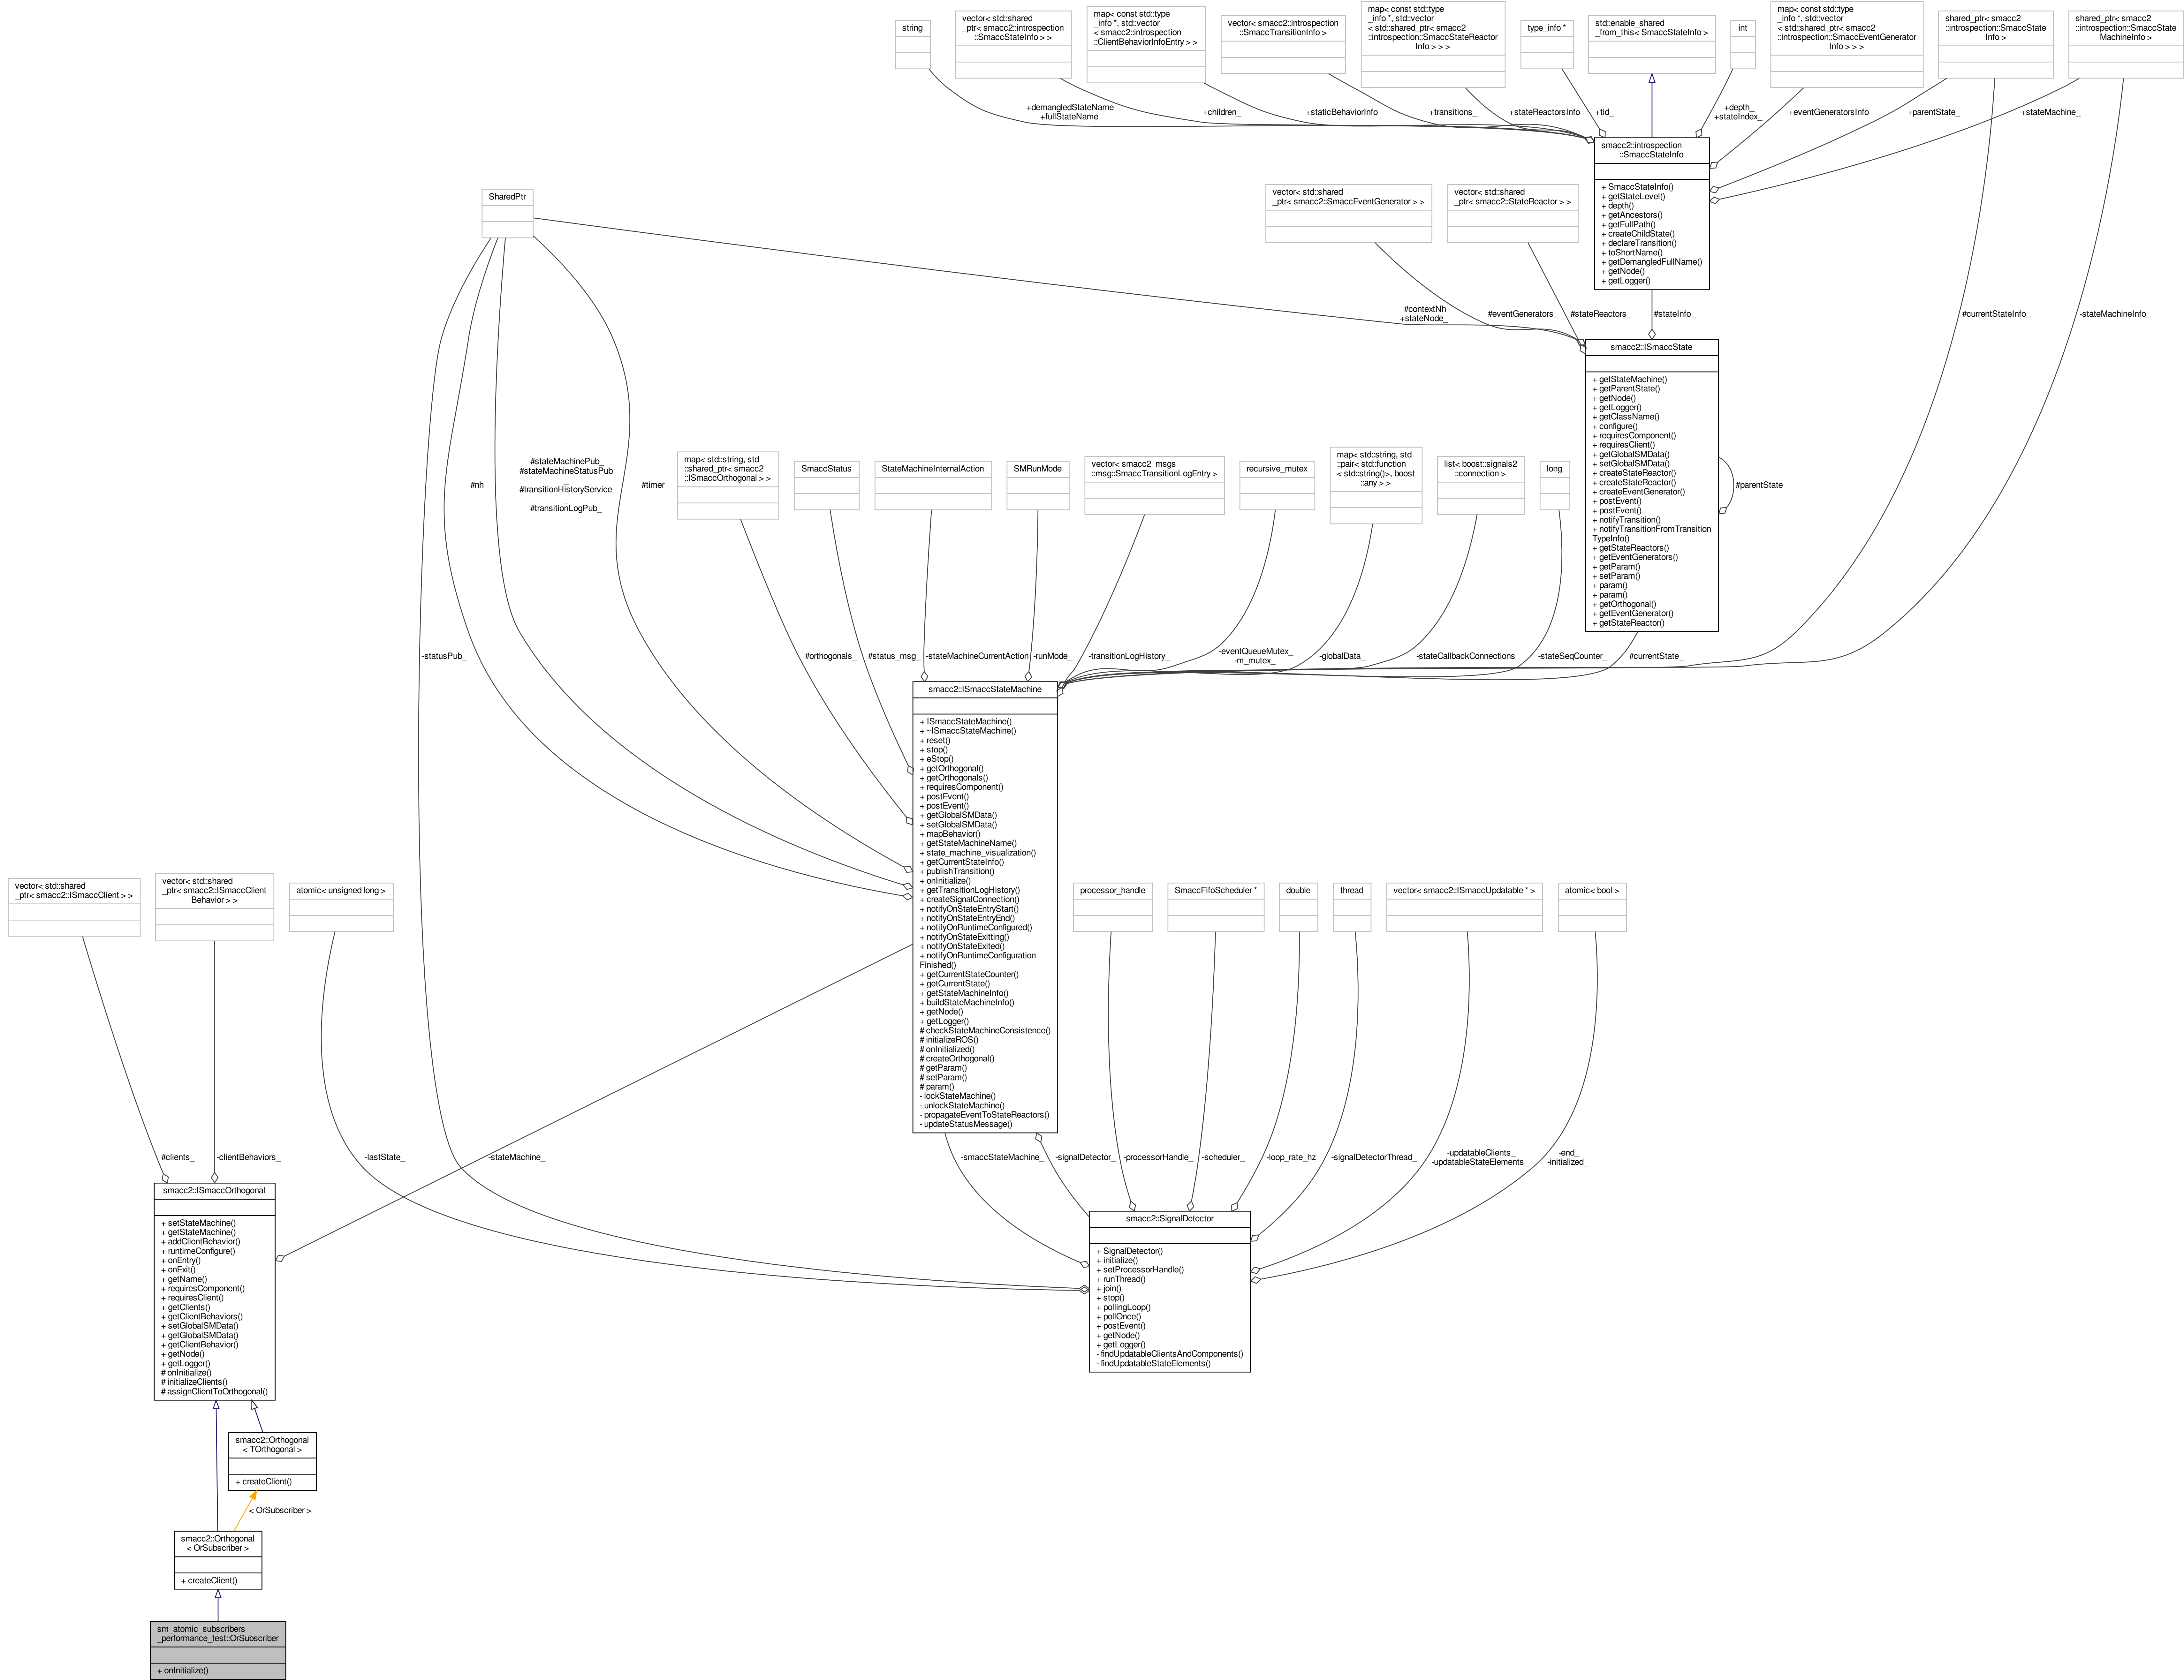 string
vector< std::shared
_ptr< smacc2::introspection
::SmaccStateInfo > >
map< const std::type
_info *, std::vector
< smacc2::introspection
::ClientBehaviorInfoEntry > >
vector< smacc2::introspection
::SmaccTransitionInfo >
map< const std::type
_info *, std::vector
< std::shared_ptr< smacc2
::introspection::SmaccStateReactor
Info > > >
type_info *
std::enable_shared
_from_this< SmaccStateInfo >
int
map< const std::type
_info *, std::vector
< std::shared_ptr< smacc2
::introspection::SmaccEventGenerator
Info > > >
shared_ptr< smacc2
::introspection::SmaccState
Info >
shared_ptr< smacc2
::introspection::SmaccState
MachineInfo >
+demangledStateName
+fullStateName
+children_
+staticBehaviorInfo
+transitions_
+stateReactorsInfo
+tid_
+depth_
+stateIndex_
+eventGeneratorsInfo
+parentState_
+stateMachine_
smacc2::introspection
::SmaccStateInfo
+ SmaccStateInfo()
+ getStateLevel()
+ depth()
+ getAncestors()
+ getFullPath()
+ createChildState()
+ declareTransition()
+ toShortName()
+ getDemangledFullName()
+ getNode()
+ getLogger()
SharedPtr
vector< std::shared
_ptr< smacc2::SmaccEventGenerator > >
vector< std::shared
_ptr< smacc2::StateReactor > >
#contextNh
+stateNode_
#eventGenerators_
#stateReactors_
#stateInfo_
#currentStateInfo_
-stateMachineInfo_
smacc2::ISmaccState
+ getStateMachine()
+ getParentState()
+ getNode()
+ getLogger()
+ getClassName()
+ configure()
+ requiresComponent()
+ requiresClient()
+ getGlobalSMData()
+ setGlobalSMData()
+ createStateReactor()
+ createStateReactor()
+ createEventGenerator()
+ postEvent()
+ postEvent()
+ notifyTransition()
+ notifyTransitionFromTransition
TypeInfo()
+ getStateReactors()
+ getEventGenerators()
+ getParam()
+ setParam()
+ param()
+ param()
+ getOrthogonal()
+ getEventGenerator()
+ getStateReactor()
#parentState_
#nh_
#stateMachinePub_
#stateMachineStatusPub
_
#transitionHistoryService
_
#transitionLogPub_
#timer_
map< std::string, std
::shared_ptr< smacc2
::ISmaccOrthogonal > >
SmaccStatus
StateMachineInternalAction
SMRunMode
vector< smacc2_msgs
::msg::SmaccTransitionLogEntry >
recursive_mutex
map< std::string, std
::pair< std::function
< std::string()>, boost
::any > >
list< boost::signals2
::connection >
long
-statusPub_
#orthogonals_
#status_msg_
-stateMachineCurrentAction
-runMode_
-transitionLogHistory_
-eventQueueMutex_
-m_mutex_
-globalData_
-stateCallbackConnections
-stateSeqCounter_
#currentState_
smacc2::ISmaccStateMachine
+ ISmaccStateMachine()
+ ~ISmaccStateMachine()
+ reset()
+ stop()
+ eStop()
+ getOrthogonal()
+ getOrthogonals()
+ requiresComponent()
+ postEvent()
+ postEvent()
+ getGlobalSMData()
+ setGlobalSMData()
+ mapBehavior()
+ getStateMachineName()
+ state_machine_visualization()
+ getCurrentStateInfo()
+ publishTransition()
+ onInitialize()
+ getTransitionLogHistory()
+ createSignalConnection()
+ notifyOnStateEntryStart()
+ notifyOnStateEntryEnd()
+ notifyOnRuntimeConfigured()
+ notifyOnStateExitting()
+ notifyOnStateExited()
+ notifyOnRuntimeConfiguration
Finished()
+ getCurrentStateCounter()
+ getCurrentState()
+ getStateMachineInfo()
+ buildStateMachineInfo()
+ getNode()
+ getLogger()
# checkStateMachineConsistence()
# initializeROS()
# onInitialized()
# createOrthogonal()
# getParam()
# setParam()
# param()
- lockStateMachine()
- unlockStateMachine()
- propagateEventToStateReactors()
- updateStatusMessage()
vector< std::shared
_ptr< smacc2::ISmaccClient > >
vector< std::shared
_ptr< smacc2::ISmaccClient
Behavior > >
atomic< unsigned long >
processor_handle
SmaccFifoScheduler *
double
thread
vector< smacc2::ISmaccUpdatable * >
atomic< bool >
#clients_
-clientBehaviors_
-lastState_
-stateMachine_
-smaccStateMachine_
-signalDetector_
-processorHandle_
-scheduler_
-loop_rate_hz
-signalDetectorThread_
-updatableClients_
-updatableStateElements_
-end_
-initialized_
smacc2::ISmaccOrthogonal
+ setStateMachine()
+ getStateMachine()
+ addClientBehavior()
+ runtimeConfigure()
+ onEntry()
+ onExit()
+ getName()
+ requiresComponent()
+ requiresClient()
+ getClients()
+ getClientBehaviors()
+ setGlobalSMData()
+ getGlobalSMData()
+ getClientBehavior()
+ getNode()
+ getLogger()
# onInitialize()
# initializeClients()
# assignClientToOrthogonal()
smacc2::SignalDetector
+ SignalDetector()
+ initialize()
+ setProcessorHandle()
+ runThread()
+ join()
+ stop()
+ pollingLoop()
+ pollOnce()
+ postEvent()
+ getNode()
+ getLogger()
- findUpdatableClientsAndComponents()
- findUpdatableStateElements()
smacc2::Orthogonal
< TOrthogonal >
+ createClient()
< OrSubscriber >
smacc2::Orthogonal
< OrSubscriber >
+ createClient()
sm_atomic_subscribers
_performance_test::OrSubscriber
+ onInitialize()